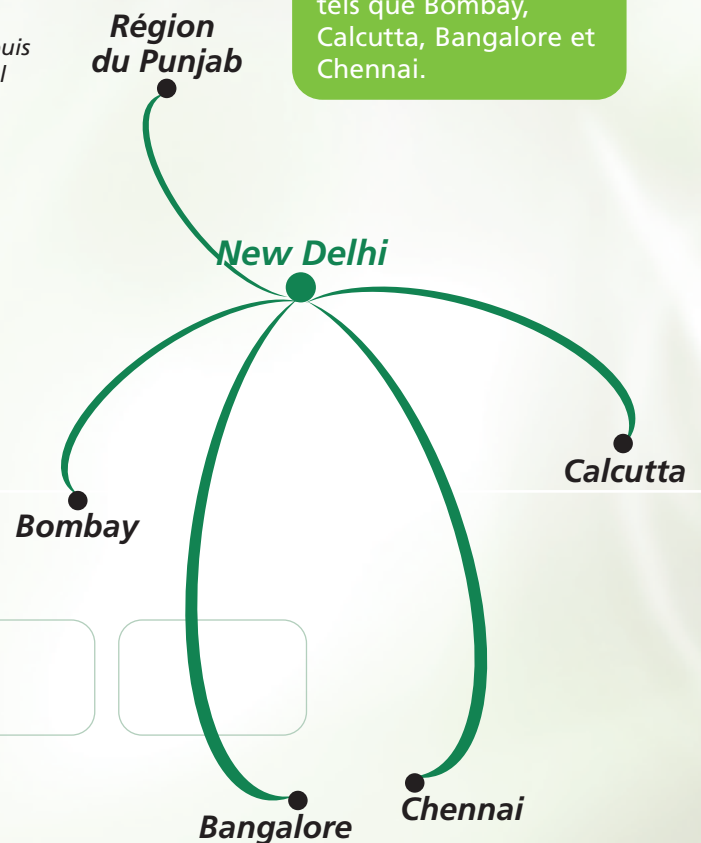 tels que Bombay,
Calcutta, Bangalore et
Chennai.
Région
du Punjab
New Delhi
Calcutta
Bombay
Chennai
Bangalore